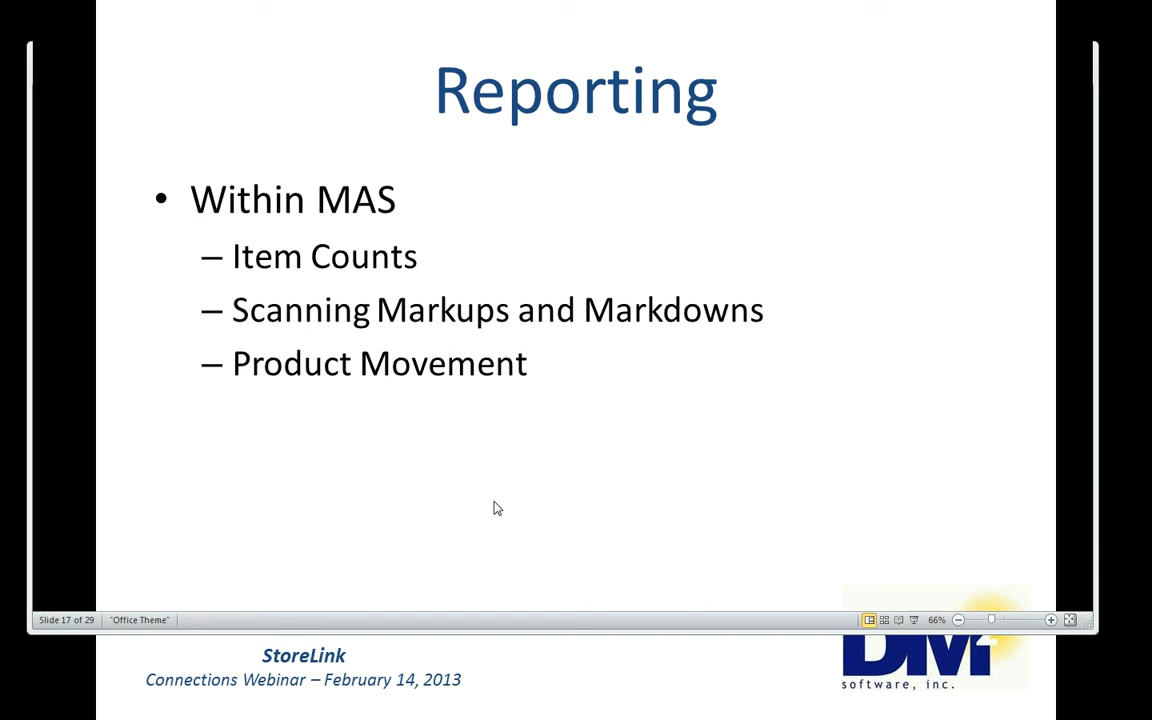 Reporting
• Within MAS
– Item Counts
– Scanning Markups and Markdowns
– Product Movement
Slide 17 of 29 "Office Theme" 66%
StoreLink
Connections Webinar – February 14, 2013
DM2
software, inc.